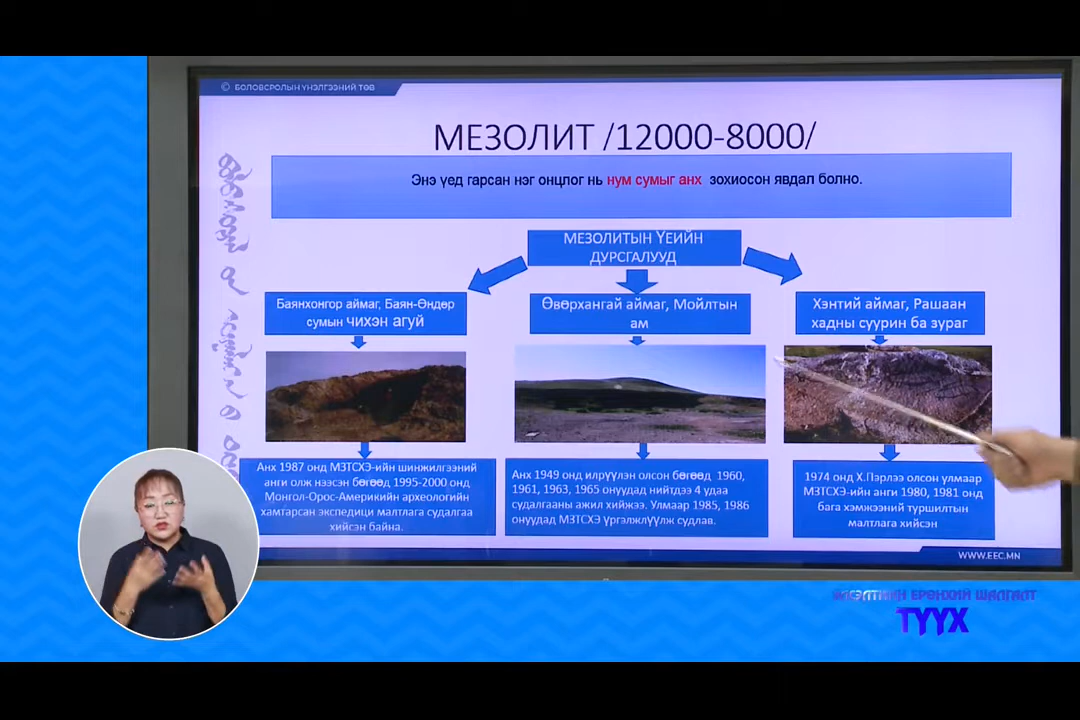 © БОЛОВСРОЛЫН ҮНЭЛГЭЭНИЙ ТӨВ
МЕЗОЛИТ /12000-8000/
Энэ үед гарсан нэг онцлог нь нум сумыг анх зохиосон явдал болно.
МЕЗОЛИТЫН ҮЕИЙН
ДУРСГАЛУУД
Баянхонгор аймаг, Баян-Өндөр
сумын чихэн агуй
Өвөрхангай аймаг, Мойлтын
ам
Хэнтий аймаг, Рашаан
хадны суурин ба зураг
Анх 1987 онд МЗТСХЭ-ийн шинжилгээний
анги олж нээсэн бөгөөд 1995-2000 онд
Монгол-Орос-Америкийн археологийн
хамтарсан экспедици малтлага судалгаа
хийсэн байна.
Анх 1949 онд илрүүлэн олсон бөгөөд 1960,
1961, 1963, 1965 онуудад нийтдээ 4 удаа
судалгааны ажил хийжээ. Улмаар 1985, 1986
онуудад МЗТСХЭ үргэлжлүүлж судлав.
1974 онд Х.Пэрлээ олсон улмаар
МЗТСХЭ-ийн анги 1980, 1981 онд
бага хэмжээний туршилтын
малтлага хийсэн
WWW.EEC.MN
ЭЛСЭЛТИЙН ЕРӨНХИЙ ШАЛГАЛТ
ТҮҮХ